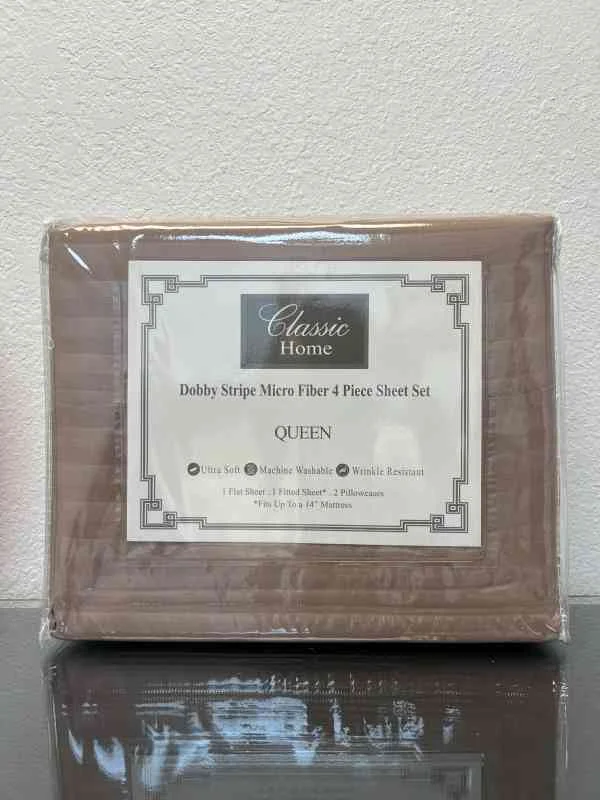 Classic
Home
Dobby Stripe Micro Fiber 4 Piece Sheet Set
QUEEN
Ultra Soft Machine Washable Wrinkle Resistant
1 Flat Sheet . 1 Fitted Sheet* . 2 Pillowcases
*Fits Up To a 14" Mattress